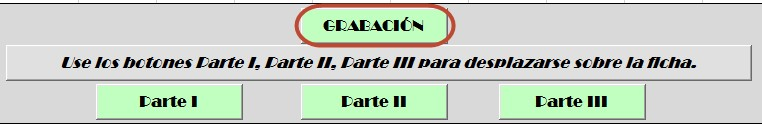 GRABACIÓN
Use los botones Parte I, Parte II, Parte III para desplazarse sobre la ficha.
Parte I Parte II Parte III